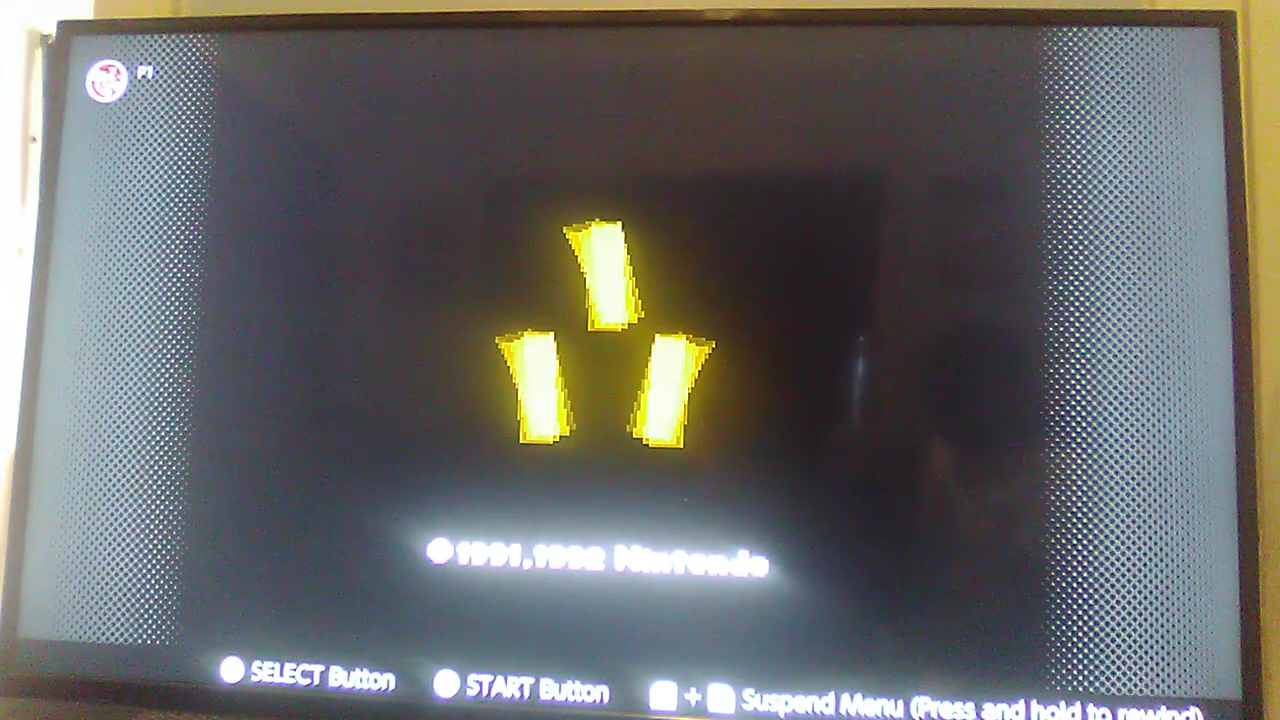 P1
©1991,1992 Nintendo
SELECT Button
START Button
+ Suspend Menu (Press and hold to rewind)